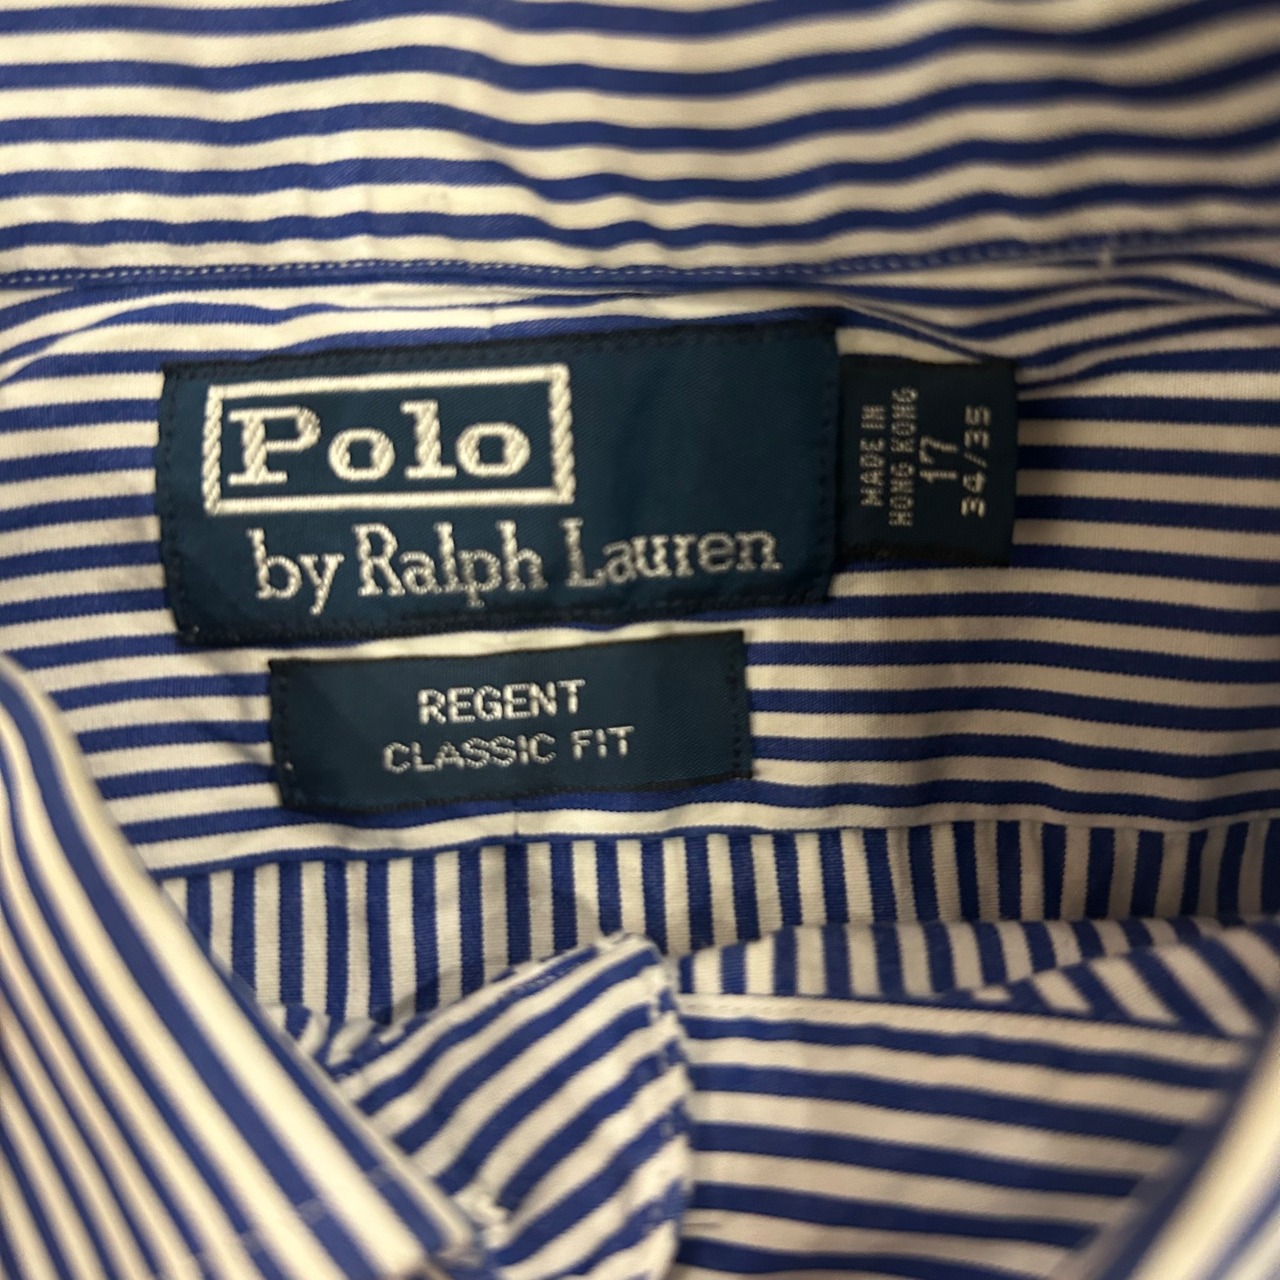 Polo
by Ralph Lauren
MADE IN
HONG KONG
17
34/35
REGENT
CLASSIC FIT